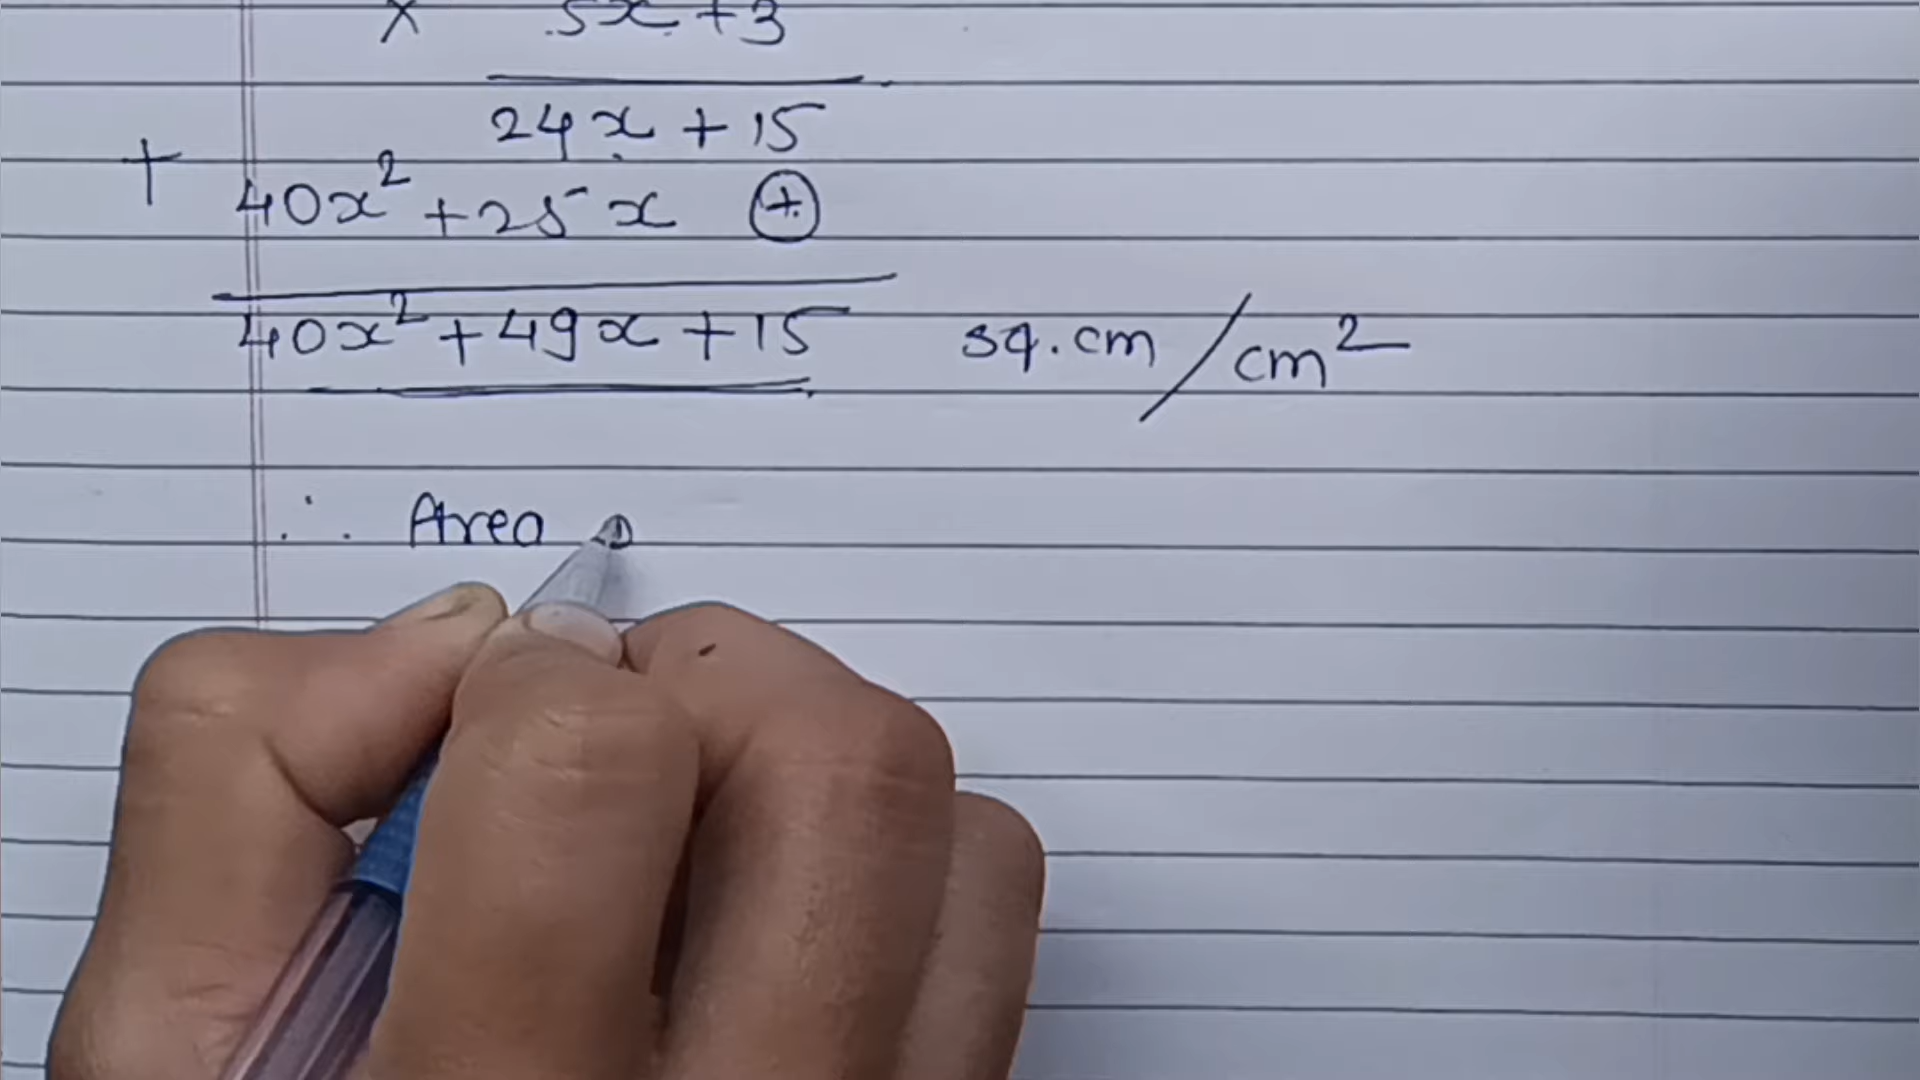 × 5x + 3
24x + 15
+ 40x² + 25x ⊕
40x² + 49x + 15 sq.cm / cm²
∴ Area